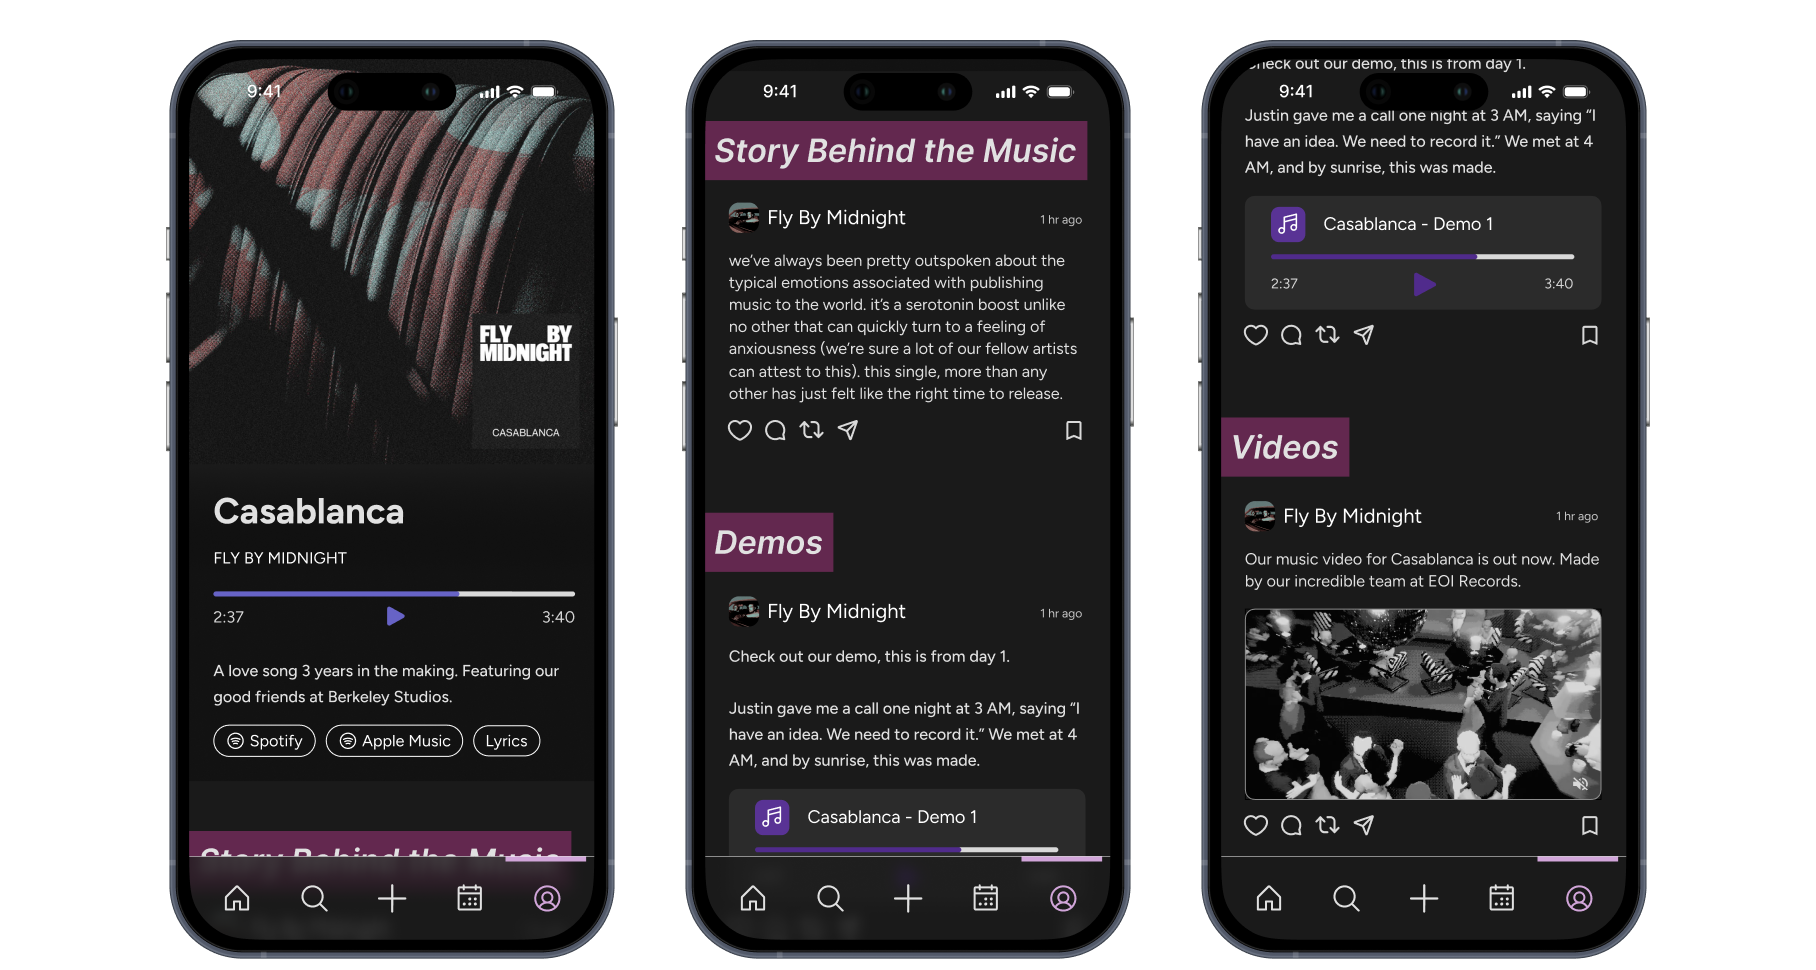 9:41
FLY BY
MIDNIGHT
CASABLANCA
Casablanca
FLY BY MIDNIGHT
2:37
3:40
A love song 3 years in the making. Featuring our
good friends at Berkeley Studios.
Spotify
Apple Music
Lyrics
Story Behind the Music
9:41
Story Behind the Music
Fly By Midnight
1 hr ago
we’ve always been pretty outspoken about the
typical emotions associated with publishing
music to the world. it’s a serotonin boost unlike
no other that can quickly turn to a feeling of
anxiousness (we’re sure a lot of our fellow artists
can attest to this). this single, more than any
other has just felt like the right time to release.
Demos
Fly By Midnight
1 hr ago
Check out our demo, this is from day 1.
Justin gave me a call one night at 3 AM, saying “I
have an idea. We need to record it.” We met at 4
AM, and by sunrise, this was made.
Casablanca - Demo 1
Check out our demo, this is from day 1.
9:41
Justin gave me a call one night at 3 AM, saying “I
have an idea. We need to record it.” We met at 4
AM, and by sunrise, this was made.
Casablanca - Demo 1
2:37
3:40
Videos
Fly By Midnight
1 hr ago
Our music video for Casablanca is out now. Made
by our incredible team at EOI Records.